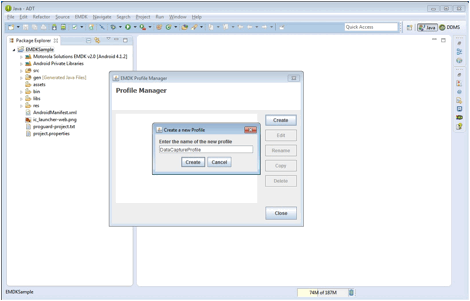 Java - ADT
File Edit Refactor Source EMDK Navigate Search Project Run Window Help
Quick Access
Java
DDMS
Package Explorer
EMDKSample
Motorola Solutions EMDK v2.0 [Android 4.1.2]
Android Private Libraries
src
gen [Generated Java Files]
assets
bin
libs
res
AndroidManifest.xml
ic_launcher-web.png
proguard-project.txt
project.properties
EMDK Profile Manager
Profile Manager
Create
Edit
Rename
Copy
Delete
Close
Create a new Profile
Enter the name of the new profile
DataCaptureProfile
Create Cancel
EMDKSample
74M of 187M